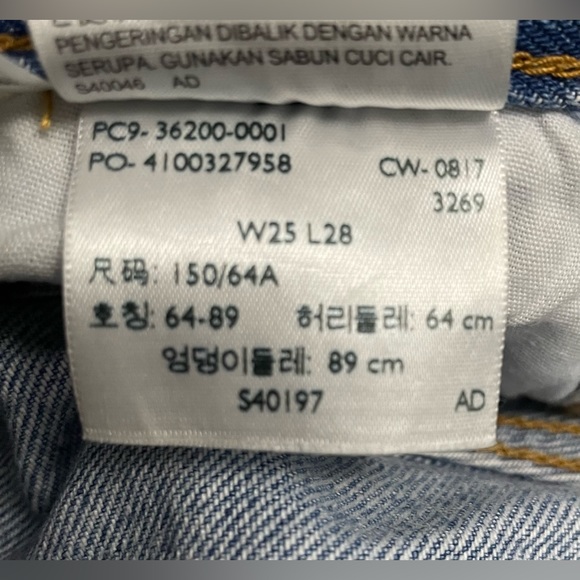 PENGERINGAN DIBALIK DENGAN WARNA
SERUPA. GUNAKAN SABUN CUCI CAIR.
S40046 AD
PC9- 36200-0001
PO- 4100327958 CW- 0817
3269
W25 L28
尺码: 150/64A
호칭: 64-89 허리둘레: 64 cm
엉덩이둘레: 89 cm
S40197 AD